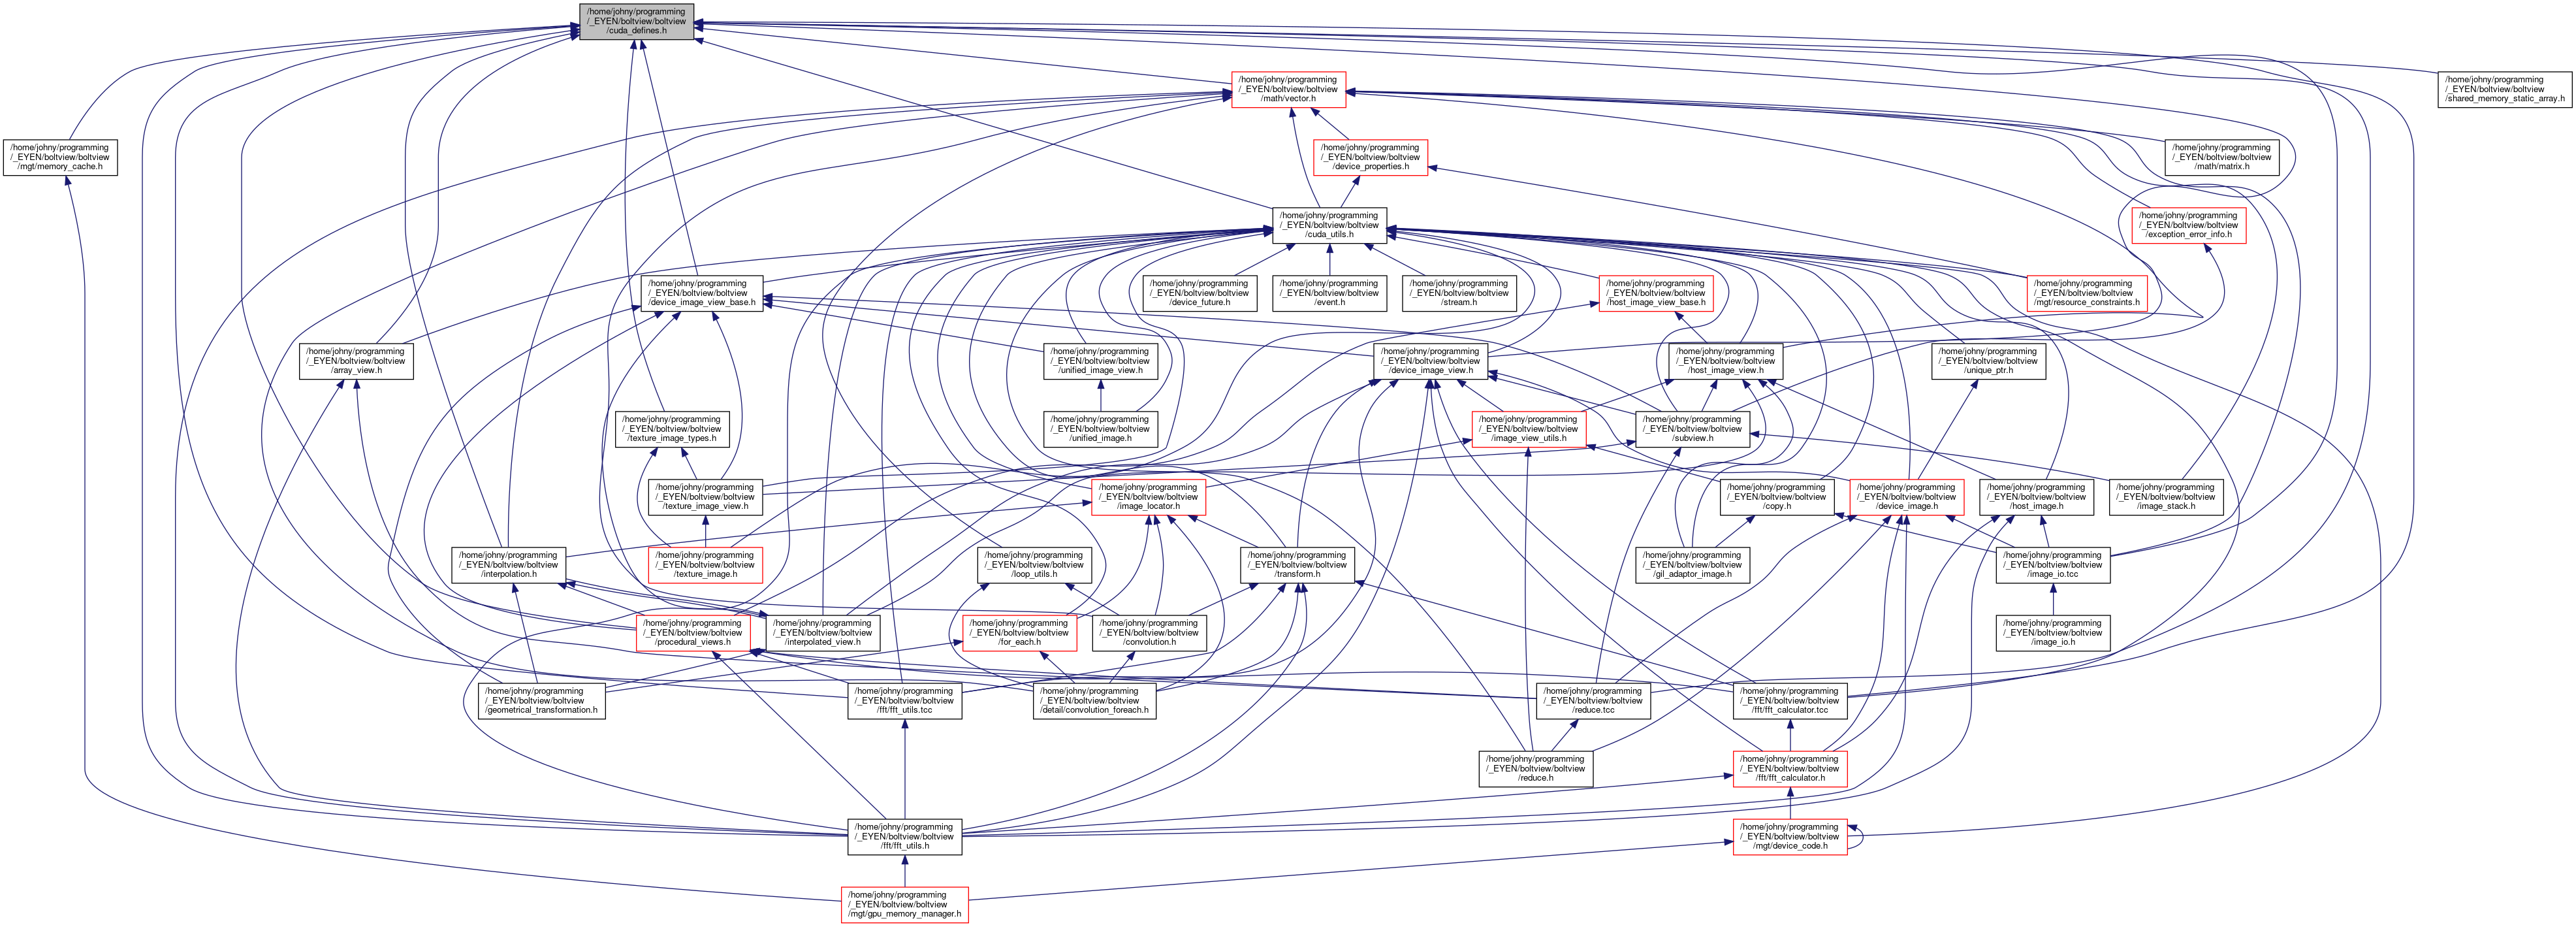 /home/johny/programming
/_EYEN/boltview/boltview
/cuda_defines.h
/home/johny/programming
/_EYEN/boltview/boltview
/math/vector.h
/home/johny/programming
/_EYEN/boltview/boltview
/shared_memory_static_array.h
/home/johny/programming
/_EYEN/boltview/boltview
/mgt/memory_cache.h
/home/johny/programming
/_EYEN/boltview/boltview
/device_properties.h
/home/johny/programming
/_EYEN/boltview/boltview
/math/matrix.h
/home/johny/programming
/_EYEN/boltview/boltview
/cuda_utils.h
/home/johny/programming
/_EYEN/boltview/boltview
/exception_error_info.h
/home/johny/programming
/_EYEN/boltview/boltview
/device_image_view_base.h
/home/johny/programming
/_EYEN/boltview/boltview
/device_future.h
/home/johny/programming
/_EYEN/boltview/boltview
/event.h
/home/johny/programming
/_EYEN/boltview/boltview
/stream.h
/home/johny/programming
/_EYEN/boltview/boltview
/host_image_view_base.h
/home/johny/programming
/_EYEN/boltview/boltview
/mgt/resource_constraints.h
/home/johny/programming
/_EYEN/boltview/boltview
/array_view.h
/home/johny/programming
/_EYEN/boltview/boltview
/unified_image_view.h
/home/johny/programming
/_EYEN/boltview/boltview
/device_image_view.h
/home/johny/programming
/_EYEN/boltview/boltview
/host_image_view.h
/home/johny/programming
/_EYEN/boltview/boltview
/unique_ptr.h
/home/johny/programming
/_EYEN/boltview/boltview
/texture_image_types.h
/home/johny/programming
/_EYEN/boltview/boltview
/unified_image.h
/home/johny/programming
/_EYEN/boltview/boltview
/image_view_utils.h
/home/johny/programming
/_EYEN/boltview/boltview
/subview.h
/home/johny/programming
/_EYEN/boltview/boltview
/texture_image_view.h
/home/johny/programming
/_EYEN/boltview/boltview
/image_locator.h
/home/johny/programming
/_EYEN/boltview/boltview
/copy.h
/home/johny/programming
/_EYEN/boltview/boltview
/device_image.h
/home/johny/programming
/_EYEN/boltview/boltview
/host_image.h
/home/johny/programming
/_EYEN/boltview/boltview
/image_stack.h
/home/johny/programming
/_EYEN/boltview/boltview
/interpolation.h
/home/johny/programming
/_EYEN/boltview/boltview
/texture_image.h
/home/johny/programming
/_EYEN/boltview/boltview
/loop_utils.h
/home/johny/programming
/_EYEN/boltview/boltview
/transform.h
/home/johny/programming
/_EYEN/boltview/boltview
/gil_adaptor_image.h
/home/johny/programming
/_EYEN/boltview/boltview
/image_io.tcc
/home/johny/programming
/_EYEN/boltview/boltview
/procedural_views.h
/home/johny/programming
/_EYEN/boltview/boltview
/interpolated_view.h
/home/johny/programming
/_EYEN/boltview/boltview
/for_each.h
/home/johny/programming
/_EYEN/boltview/boltview
/convolution.h
/home/johny/programming
/_EYEN/boltview/boltview
/image_io.h
/home/johny/programming
/_EYEN/boltview/boltview
/geometrical_transformation.h
/home/johny/programming
/_EYEN/boltview/boltview
/fft/fft_utils.tcc
/home/johny/programming
/_EYEN/boltview/boltview
/detail/convolution_foreach.h
/home/johny/programming
/_EYEN/boltview/boltview
/reduce.tcc
/home/johny/programming
/_EYEN/boltview/boltview
/fft/fft_calculator.tcc
/home/johny/programming
/_EYEN/boltview/boltview
/reduce.h
/home/johny/programming
/_EYEN/boltview/boltview
/fft/fft_calculator.h
/home/johny/programming
/_EYEN/boltview/boltview
/fft/fft_utils.h
/home/johny/programming
/_EYEN/boltview/boltview
/mgt/device_code.h
/home/johny/programming
/_EYEN/boltview/boltview
/mgt/gpu_memory_manager.h